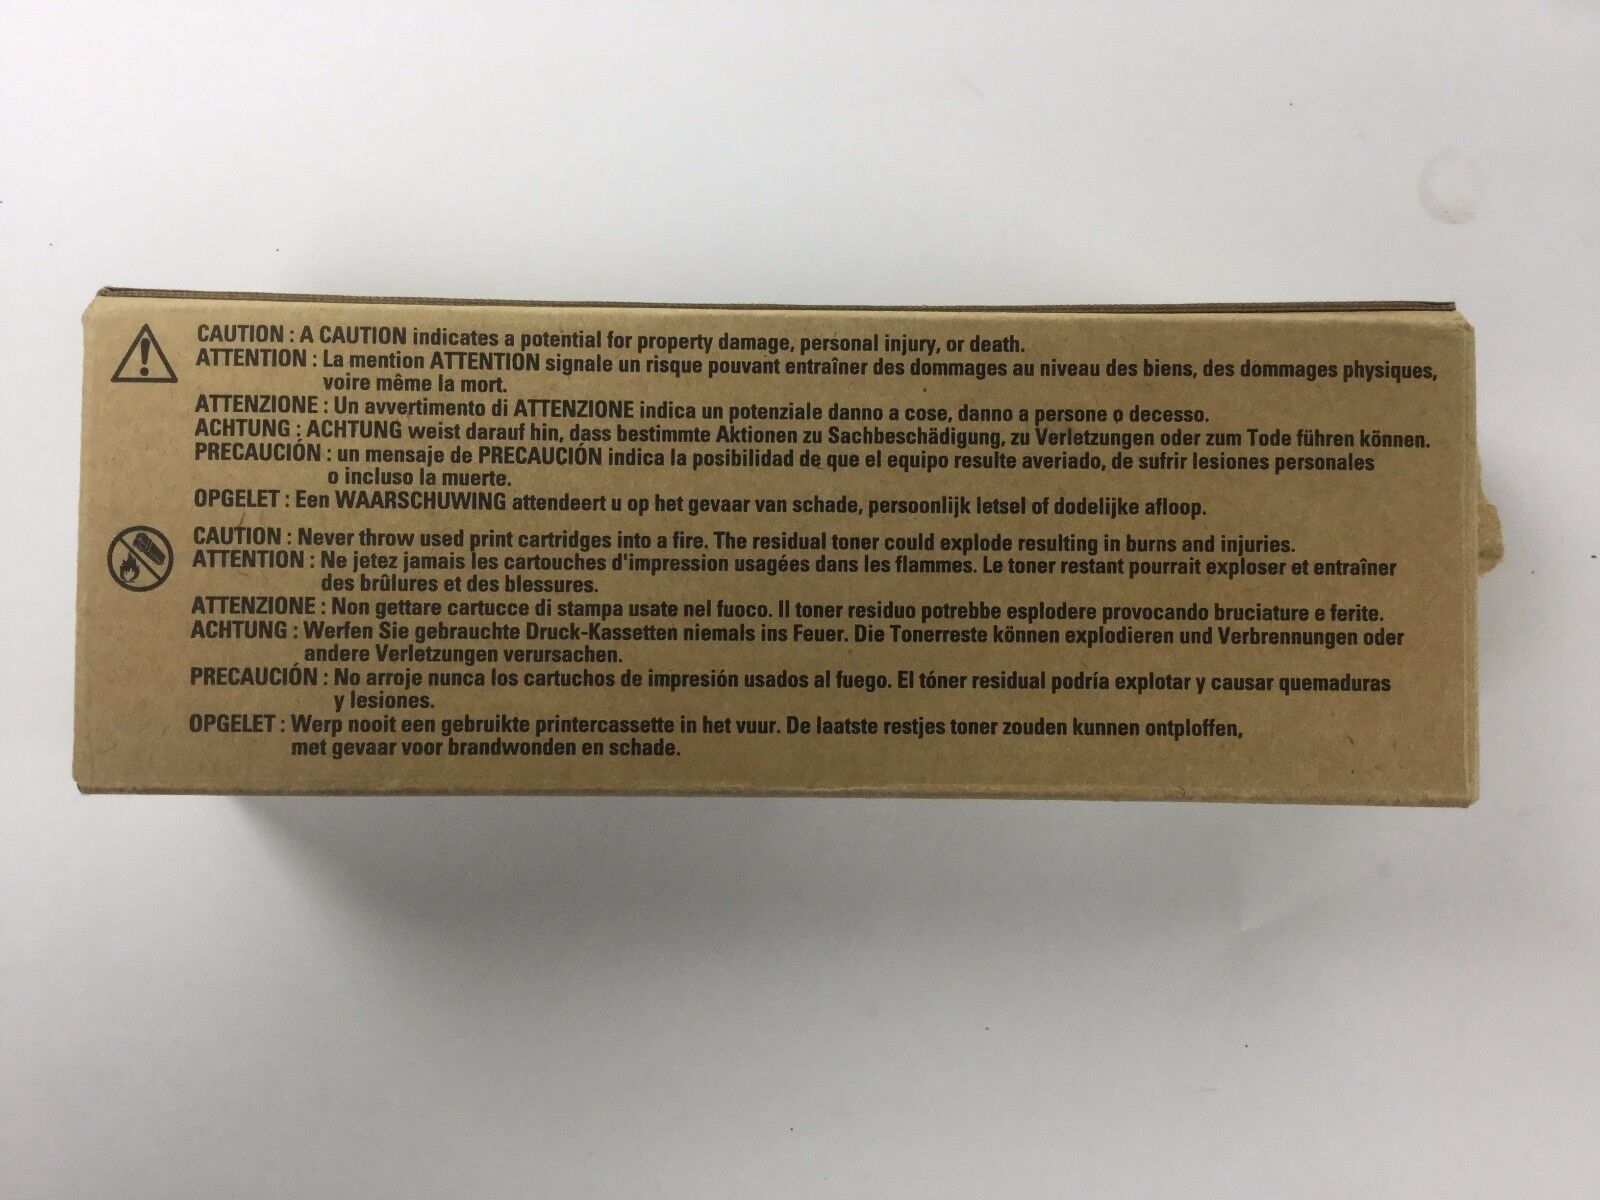 CAUTION : A CAUTION indicates a potential for property damage, personal injury, or death.
ATTENTION : La mention ATTENTION signale un risque pouvant entraîner des dommages au niveau des biens, des dommages physiques,
voire même la mort.
ATTENZIONE : Un avvertimento di ATTENZIONE indica un potenziale danno a cose, danno a persone o decesso.
ACHTUNG : ACHTUNG weist darauf hin, dass bestimmte Aktionen zu Sachbeschädigung, zu Verletzungen oder zum Tode führen können.
PRECAUCIÓN : un mensaje de PRECAUCIÓN indica la posibilidad de que el equipo resulte averiado, de sufrir lesiones personales
o incluso la muerte.
OPGELET : Een WAARSCHUWING attendeert u op het gevaar van schade, persoonlijk letsel of dodelijke afloop.
CAUTION : Never throw used print cartridges into a fire. The residual toner could explode resulting in burns and injuries.
ATTENTION : Ne jetez jamais les cartouches d'impression usagées dans les flammes. Le toner restant pourrait exploser et entraîner
des brûlures et des blessures.
ATTENZIONE : Non gettare cartucce di stampa usate nel fuoco. Il toner residuo potrebbe esplodere provocando bruciature e ferite.
ACHTUNG : Werfen Sie gebrauchte Druck-Kassetten niemals ins Feuer. Die Tonerreste können explodieren und Verbrennungen oder
andere Verletzungen verursachen.
PRECAUCIÓN : No arroje nunca los cartuchos de impresión usados al fuego. El tóner residual podría explotar y causar quemaduras
y lesiones.
OPGELET : Werp nooit een gebruikte printercassette in het vuur. De laatste restjes toner zouden kunnen ontploffen,
met gevaar voor brandwonden en schade.